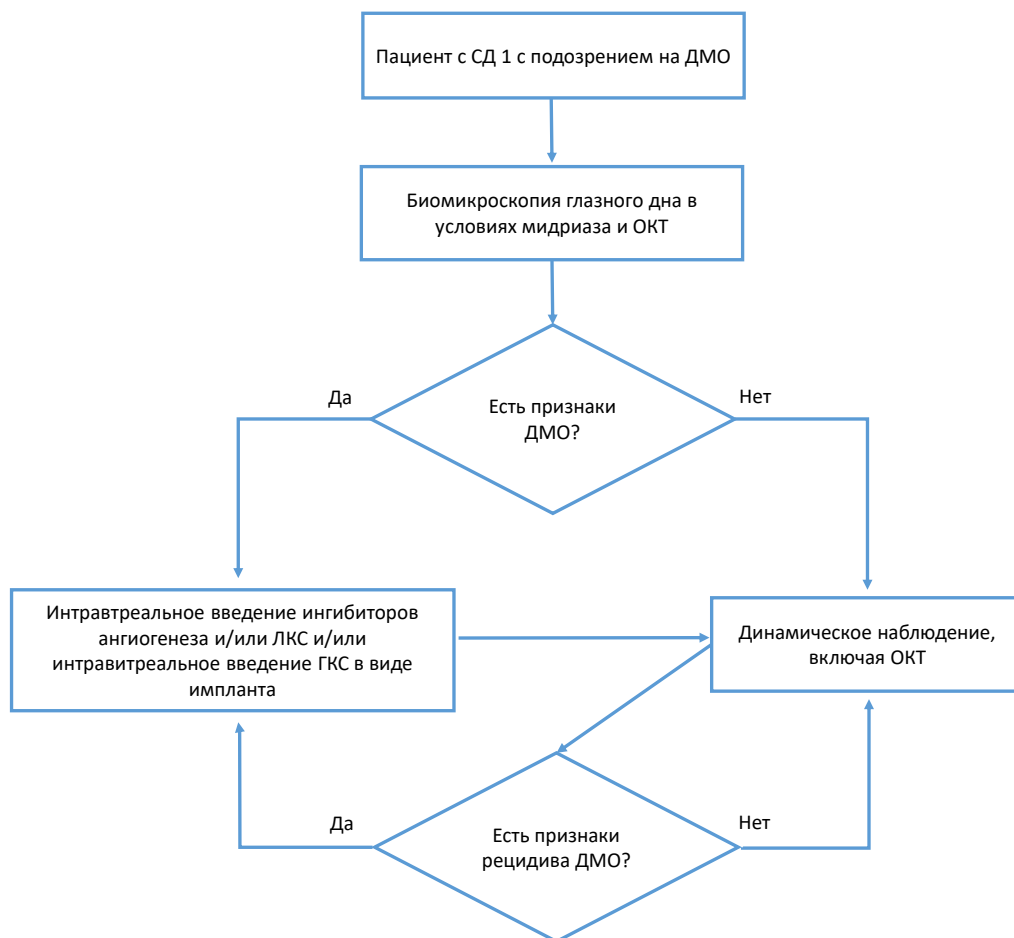 Пациент с СД 1 с подозрением на ДМО
Биомикроскопия глазного дна в
условиях мидриаза и ОКТ
Да
Нет
Есть признаки
ДМО?
Интравтреальное введение ингибиторов
ангиогенеза и/или ЛКС и/или
интравитреальное введение ГКС в виде
импланта
Динамическое наблюдение,
включая ОКТ
Да
Нет
Есть признаки
рецидива ДМО?